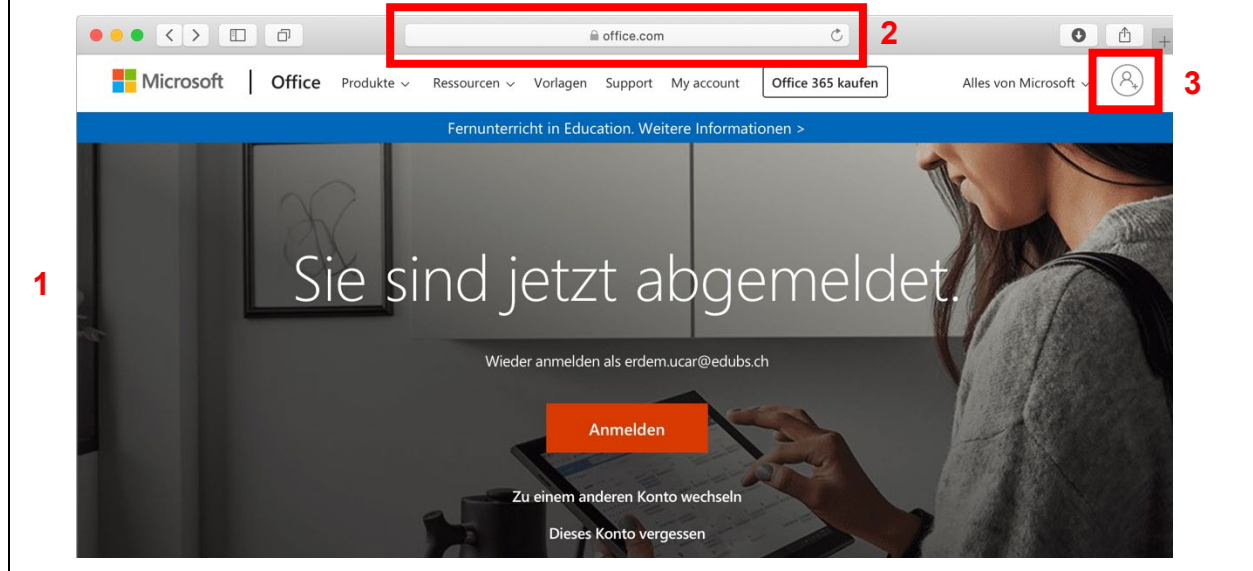 office.com
2
Microsoft | Office Produkte Ressourcen Vorlagen Support My account Office 365 kaufen Alles von Microsoft
3
Fernunterricht in Education. Weitere Informationen >
1
Sie sind jetzt abgemeldet.
Wieder anmelden als erdem.ucar@edubs.ch
Anmelden
Zu einem anderen Konto wechseln
Dieses Konto vergessen